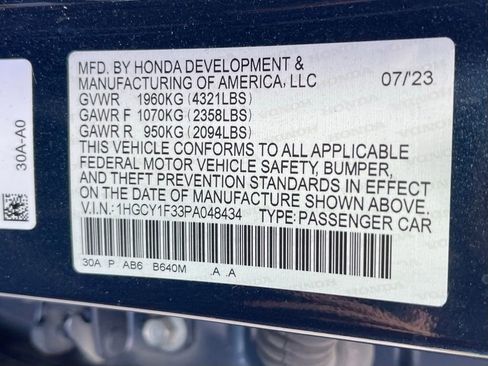 MFD. BY HONDA DEVELOPMENT &
MANUFACTURING OF AMERICA, LLC 07/'23
GVWR 1960KG (4321LBS)
GAWR F 1070KG (2358LBS)
GAWR R 950KG (2094LBS)
THIS VEHICLE CONFORMS TO ALL APPLICABLE
FEDERAL MOTOR VEHICLE SAFETY, BUMPER,
AND THEFT PREVENTION STANDARDS IN EFFECT
ON THE DATE OF MANUFACTURE SHOWN ABOVE.
V.I.N.: 1HGCY1F33PA048434 TYPE: PASSENGER CAR
30A P AB6 B640M .A .A
30A-A0